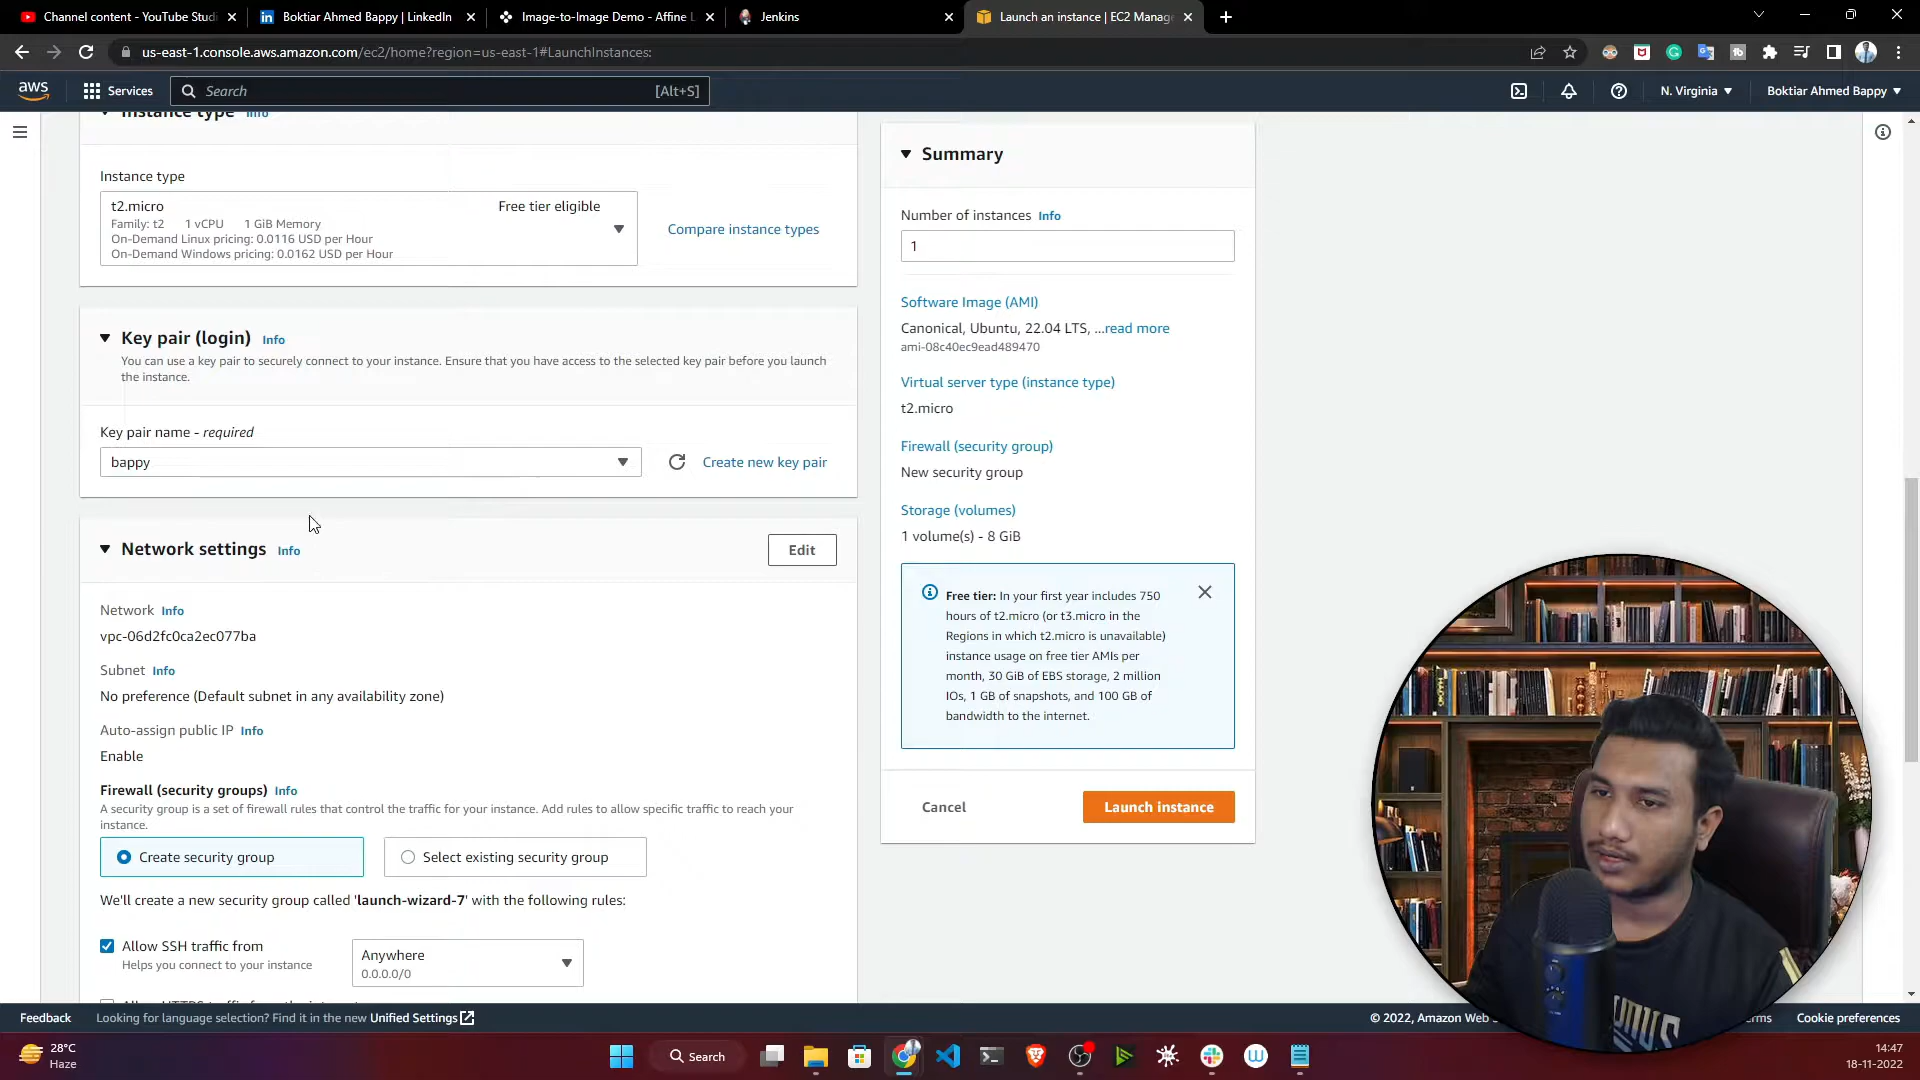 Channel content - YouTube Studi
Boktiar Ahmed Bappy | LinkedIn
Image-to-Image Demo - Affine L
Jenkins
Launch an instance | EC2 Manag
us-east-1.console.aws.amazon.com/ec2/home?region=us-east-1#LaunchInstances:
aws
Services
Search
[Alt+S]
N. Virginia
Boktiar Ahmed Bappy
Instance type Info
Instance type
t2.micro
Free tier eligible
Family: t2 1 vCPU 1 GiB Memory
On-Demand Linux pricing: 0.0116 USD per Hour
On-Demand Windows pricing: 0.0162 USD per Hour
Compare instance types
Key pair (login) Info
You can use a key pair to securely connect to your instance. Ensure that you have access to the selected key pair before you launch
the instance.
Key pair name - required
bappy
Create new key pair
Network settings Info
Edit
Network Info
vpc-06d2fc0ca2ec077ba
Subnet Info
No preference (Default subnet in any availability zone)
Auto-assign public IP Info
Enable
Firewall (security groups) Info
A security group is a set of firewall rules that control the traffic for your instance. Add rules to allow specific traffic to reach your
instance.
Create security group
Select existing security group
We'll create a new security group called 'launch-wizard-7' with the following rules:
Allow SSH traffic from
Helps you connect to your instance
Anywhere
0.0.0.0/0
Summary
Number of instances Info
1
Software Image (AMI)
Canonical, Ubuntu, 22.04 LTS, ...read more
ami-08c40ec9ead489470
Virtual server type (instance type)
t2.micro
Firewall (security group)
New security group
Storage (volumes)
1 volume(s) - 8 GiB
Free tier: In your first year includes 750
hours of t2.micro (or t3.micro in the
Regions in which t2.micro is unavailable)
instance usage on free tier AMIs per
month, 30 GiB of EBS storage, 2 million
IOs, 1 GB of snapshots, and 100 GB of
bandwidth to the internet.
Cancel
Launch instance
Feedback
Looking for language selection? Find it in the new Unified Settings
© 2022, Amazon Web
Cookie preferences
28°C
Haze
Search
14:47
18-11-2022